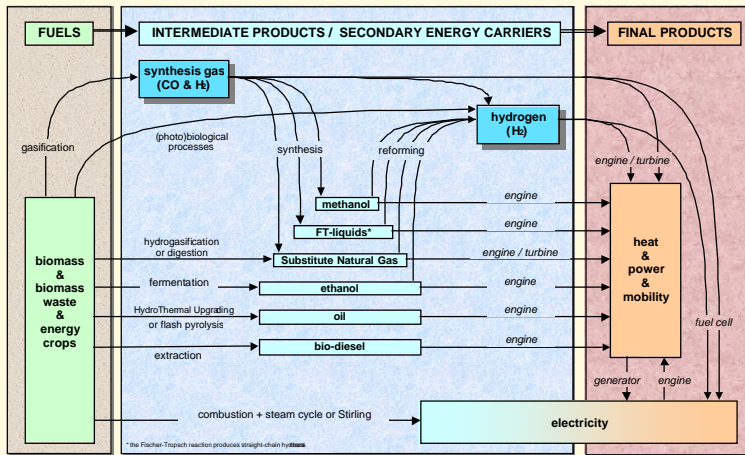 FUELS
INTERMEDIATE PRODUCTS / SECONDARY ENERGY CARRIERS
FINAL PRODUCTS
synthesis gas
(CO & H2)
hydrogen
(H2)
gasification
(photo)biological
processes
synthesis
reforming
engine / turbine
methanol
engine
FT-liquids*
engine
hydrogasification
or digestion
Substitute Natural Gas
engine / turbine
biomass
&
biomass
waste
&
energy
crops
heat
&
power
&
mobility
fermentation
ethanol
engine
HydroThermal Upgrading
or flash pyrolysis
oil
engine
fuel cell
extraction
bio-diesel
engine
generator
engine
combustion + steam cycle or Stirling
electricity
* the Fischer-Tropsch reaction produces straight-chain